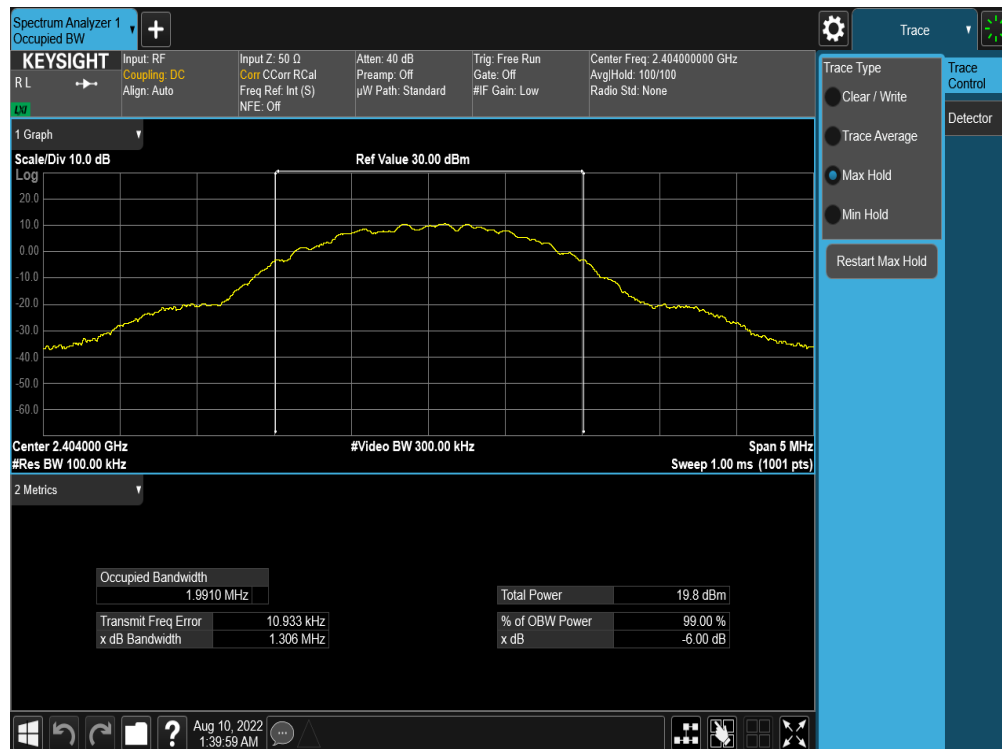 Spectrum Analyzer 1
Occupied BW
Trace
KEYSIGHT
R L
LXI
Input: RF
Coupling: DC
Align: Auto
Input Z: 50 Ω
Corr CCorr RCal
Freq Ref: Int (S)
NFE: Off
Atten: 40 dB
Preamp: Off
µW Path: Standard
Trig: Free Run
Gate: Off
#IF Gain: Low
Center Freq: 2.404000000 GHz
Avg|Hold: 100/100
Radio Std: None
Trace Type
Clear / Write
Trace Average
Max Hold
Min Hold
Restart Max Hold
Trace
Control
Detector
1 Graph
Scale/Div 10.0 dB
Ref Value 30.00 dBm
Log
20.0
10.0
0.00
-10.0
-20.0
-30.0
-40.0
-50.0
-60.0
Center 2.404000 GHz
#Video BW 300.00 kHz
Span 5 MHz
#Res BW 100.00 kHz
Sweep 1.00 ms (1001 pts)
2 Metrics
Occupied Bandwidth
1.9910 MHz
Total Power 19.8 dBm
Transmit Freq Error 10.933 kHz
% of OBW Power 99.00 %
x dB Bandwidth 1.306 MHz
x dB -6.00 dB
?
Aug 10, 2022
1:39:59 AM